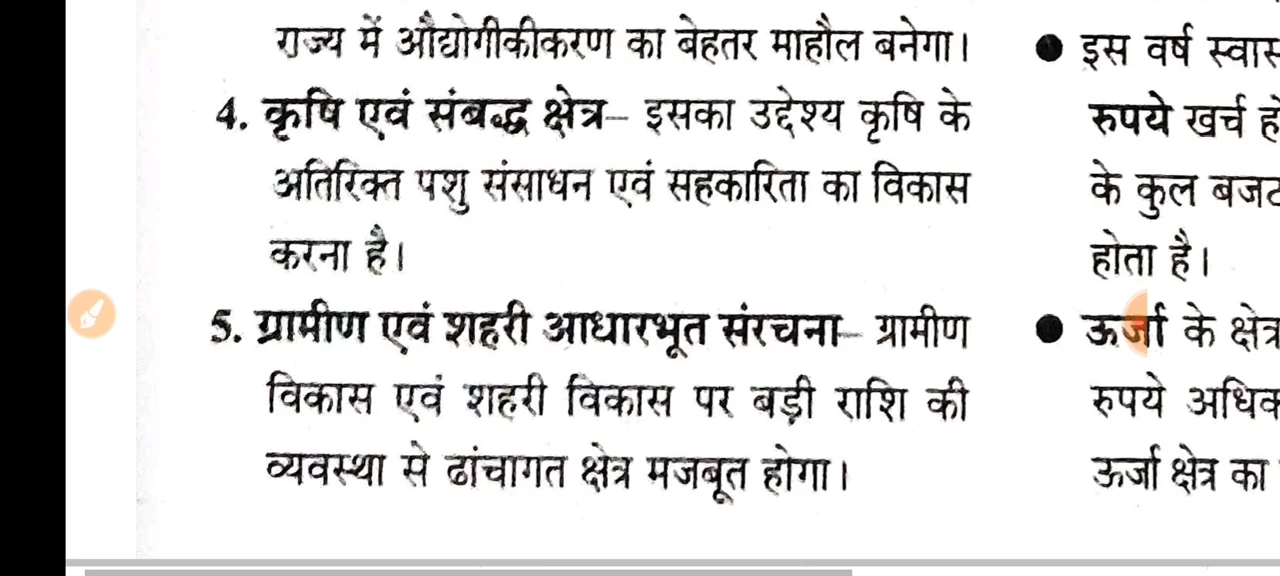 राज्य में औद्योगीकीकरण का बेहतर माहौल बनेगा।
4. कृषि एवं संबद्ध क्षेत्र– इसका उद्देश्य कृषि के
अतिरिक्त पशु संसाधन एवं सहकारिता का विकास
करना है।
5. ग्रामीण एवं शहरी आधारभूत संरचना– ग्रामीण
विकास एवं शहरी विकास पर बड़ी राशि की
व्यवस्था से ढांचागत क्षेत्र मजबूत होगा।
● इस वर्ष
रुपये खर्च
के कुल
होता है।
● ऊर्जा के क्षेत्र
रुपये
ऊर्जा क्षेत्र का